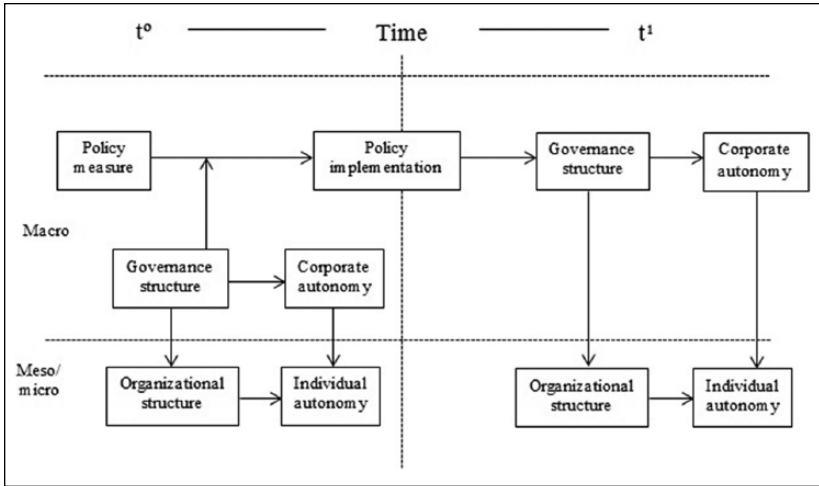 t⁰ Time t¹
Policy
measure
Policy
implementation
Governance
structure
Corporate
autonomy
Macro
Governance
structure
Corporate
autonomy
Meso/
micro
Organizational
structure
Individual
autonomy
Organizational
structure
Individual
autonomy